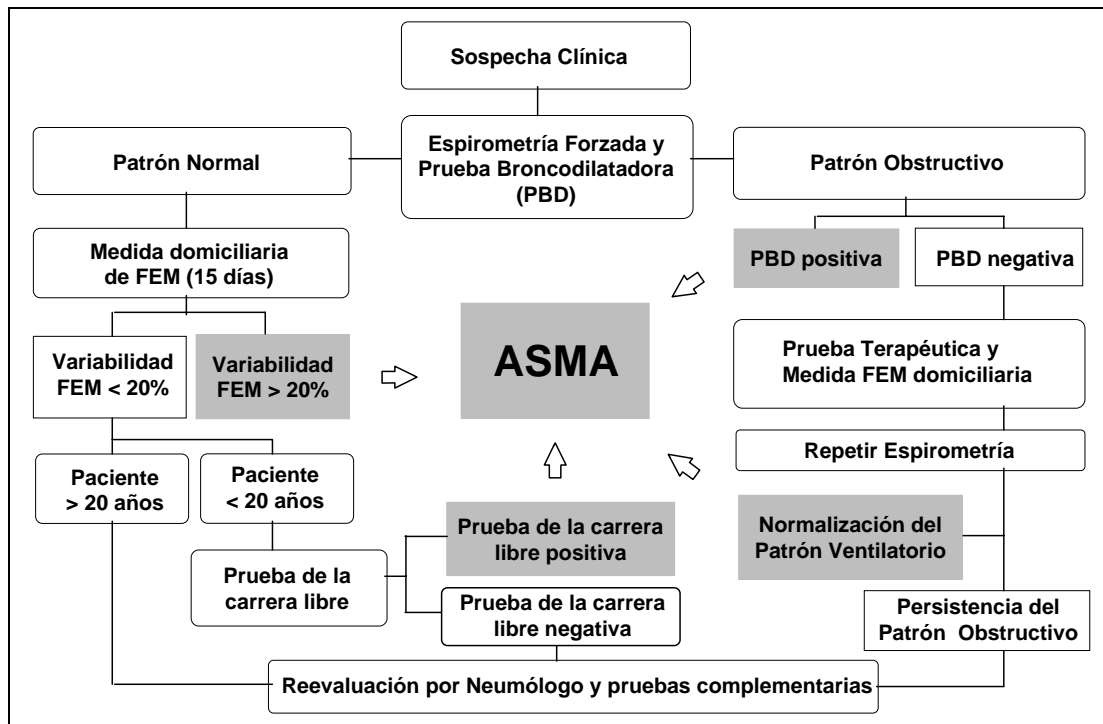 Sospecha Clínica
Patrón Normal
Espirometría Forzada y
Prueba Broncodilatadora
(PBD)
Patrón Obstructivo
Medida domiciliaria
de FEM (15 días)
PBD positiva
PBD negativa
Variabilidad
FEM < 20%
Variabilidad
FEM > 20%
ASMA
Prueba Terapéutica y
Medida FEM domiciliaria
Repetir Espirometría
Paciente
> 20 años
Paciente
< 20 años
Prueba de la carrera
libre positiva
Normalización del
Patrón Ventilatorio
Prueba de la
carrera libre
Prueba de la carrera
libre negativa
Persistencia del
Patrón Obstructivo
Reevaluación por Neumólogo y pruebas complementarias